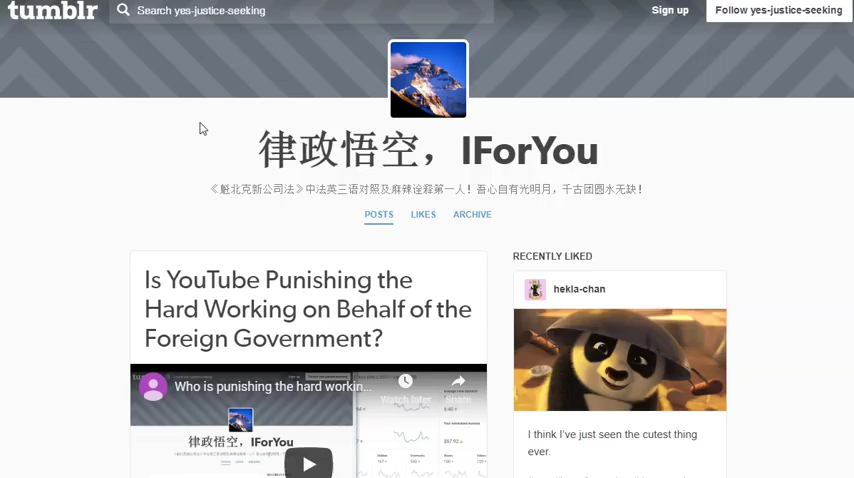 tumblr
Search yes-justice-seeking
Sign up
Follow yes-justice-seeking
律政悟空，IForYou
《魁北克新公司法》中法英三语对照及麻辣诠释第一人！吾心自有光明月，千古团圆水无缺！
POSTS
LIKES
ARCHIVE
Is YouTube Punishing the
Hard Working on Behalf of the
Foreign Government?
Who is punishing the hard workin...
Watch later
Share
律政悟空，IForYou
RECENTLY LIKED
hekla-chan
I think I've just seen the cutest thing
ever.